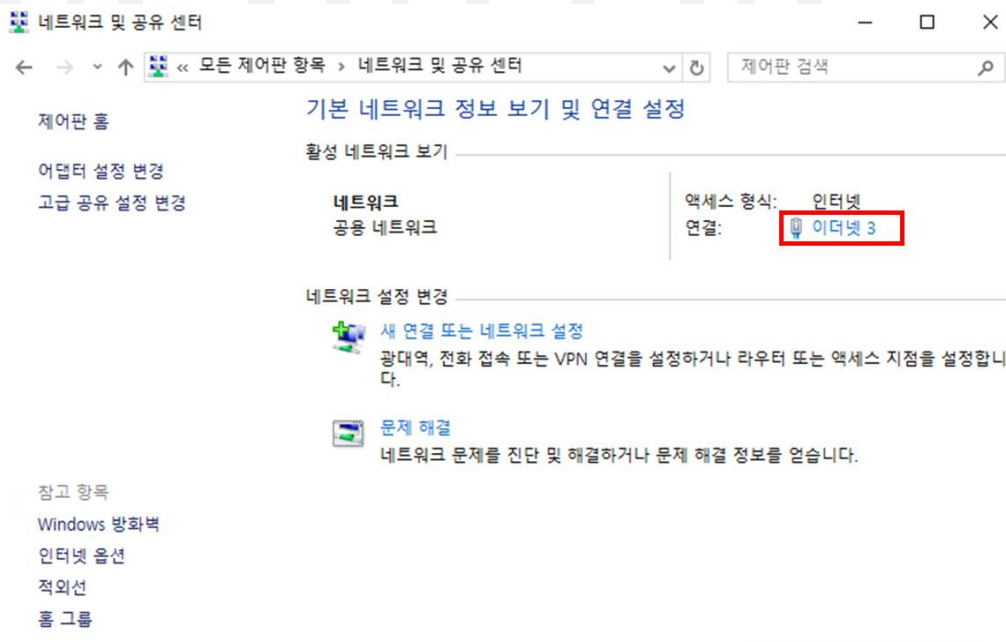 네트워크 및 공유 센터
« 모든 제어판 항목 › 네트워크 및 공유 센터
제어판 검색
제어판 홈
어댑터 설정 변경
고급 공유 설정 변경
기본 네트워크 정보 보기 및 연결 설정
활성 네트워크 보기
네트워크
공용 네트워크
액세스 형식: 인터넷
연결: 이더넷 3
네트워크 설정 변경
새 연결 또는 네트워크 설정
광대역, 전화 접속 또는 VPN 연결을 설정하거나 라우터 또는 액세스 지점을 설정합니
다.
문제 해결
네트워크 문제를 진단 및 해결하거나 문제 해결 정보를 얻습니다.
참고 항목
Windows 방화벽
인터넷 옵션
적외선
홈 그룹